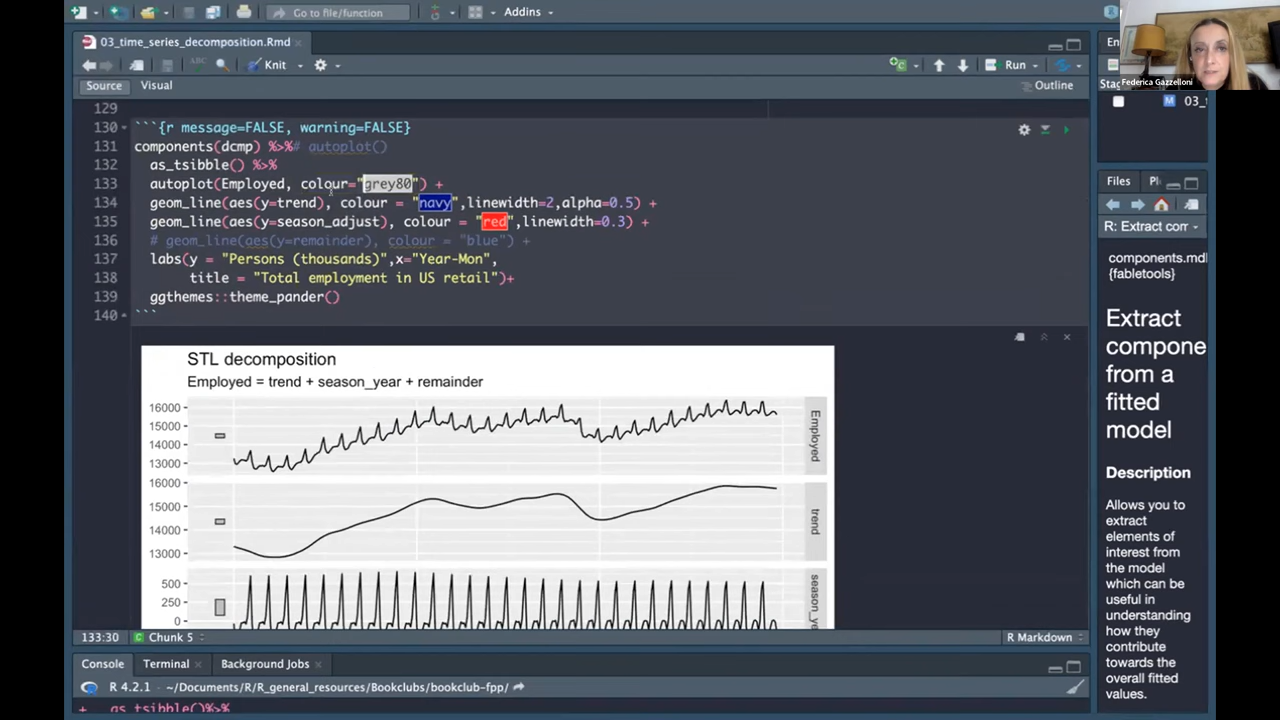 Go to file/function
Addins
03_time_series_decomposition.Rmd
ABC
Knit
Run
Source
Visual
Outline
129
130 ```{r message=FALSE, warning=FALSE}
131 components(dcmp) %>%# autoplot()
132 as_tsibble() %>%
133 autoplot(Employed, colour="grey80") +
134 geom_line(aes(y=trend), colour = "navy",linewidth=2,alpha=0.5) +
135 geom_line(aes(y=season_adjust), colour = "red",linewidth=0.3) +
136 # geom_line(aes(y=remainder), colour = "blue") +
137 labs(y = "Persons (thousands)",x="Year-Mon",
138 title = "Total employment in US retail")+
139 ggthemes::theme_pander()
140 ```
STL decomposition
Employed = trend + season_year + remainder
16000
15000
14000
13000
Employed
16000
15000
14000
13000
trend
500
250
0
season_ye
133:30
Chunk 5
R Markdown
Console
Terminal
Background Jobs
R 4.2.1 · ~/Documents/R/R_general_resources/Bookclubs/bookclub-fpp/
+ as_tsibble()%>%
En
Stag
M
03_t
Federica Gazzelloni
Files
Pl
R: Extract com
components.mdl
{fabletools}
Extract
compone
from a
fitted
model
Description
Allows you to
extract
elements of
interest from
the model
which can be
useful in
understanding
how they
contribute
towards the
overall fitted
values.